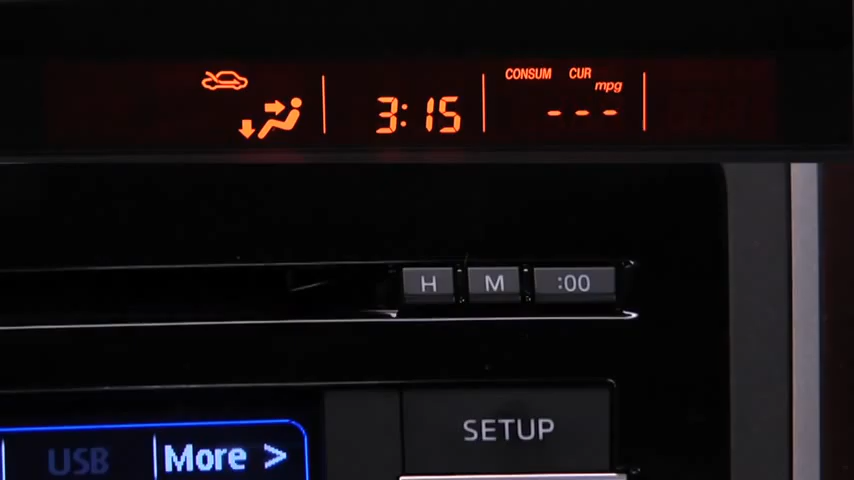 CONSUM CUR
mpg
3:15 ---
H M :00
SETUP
USB More >